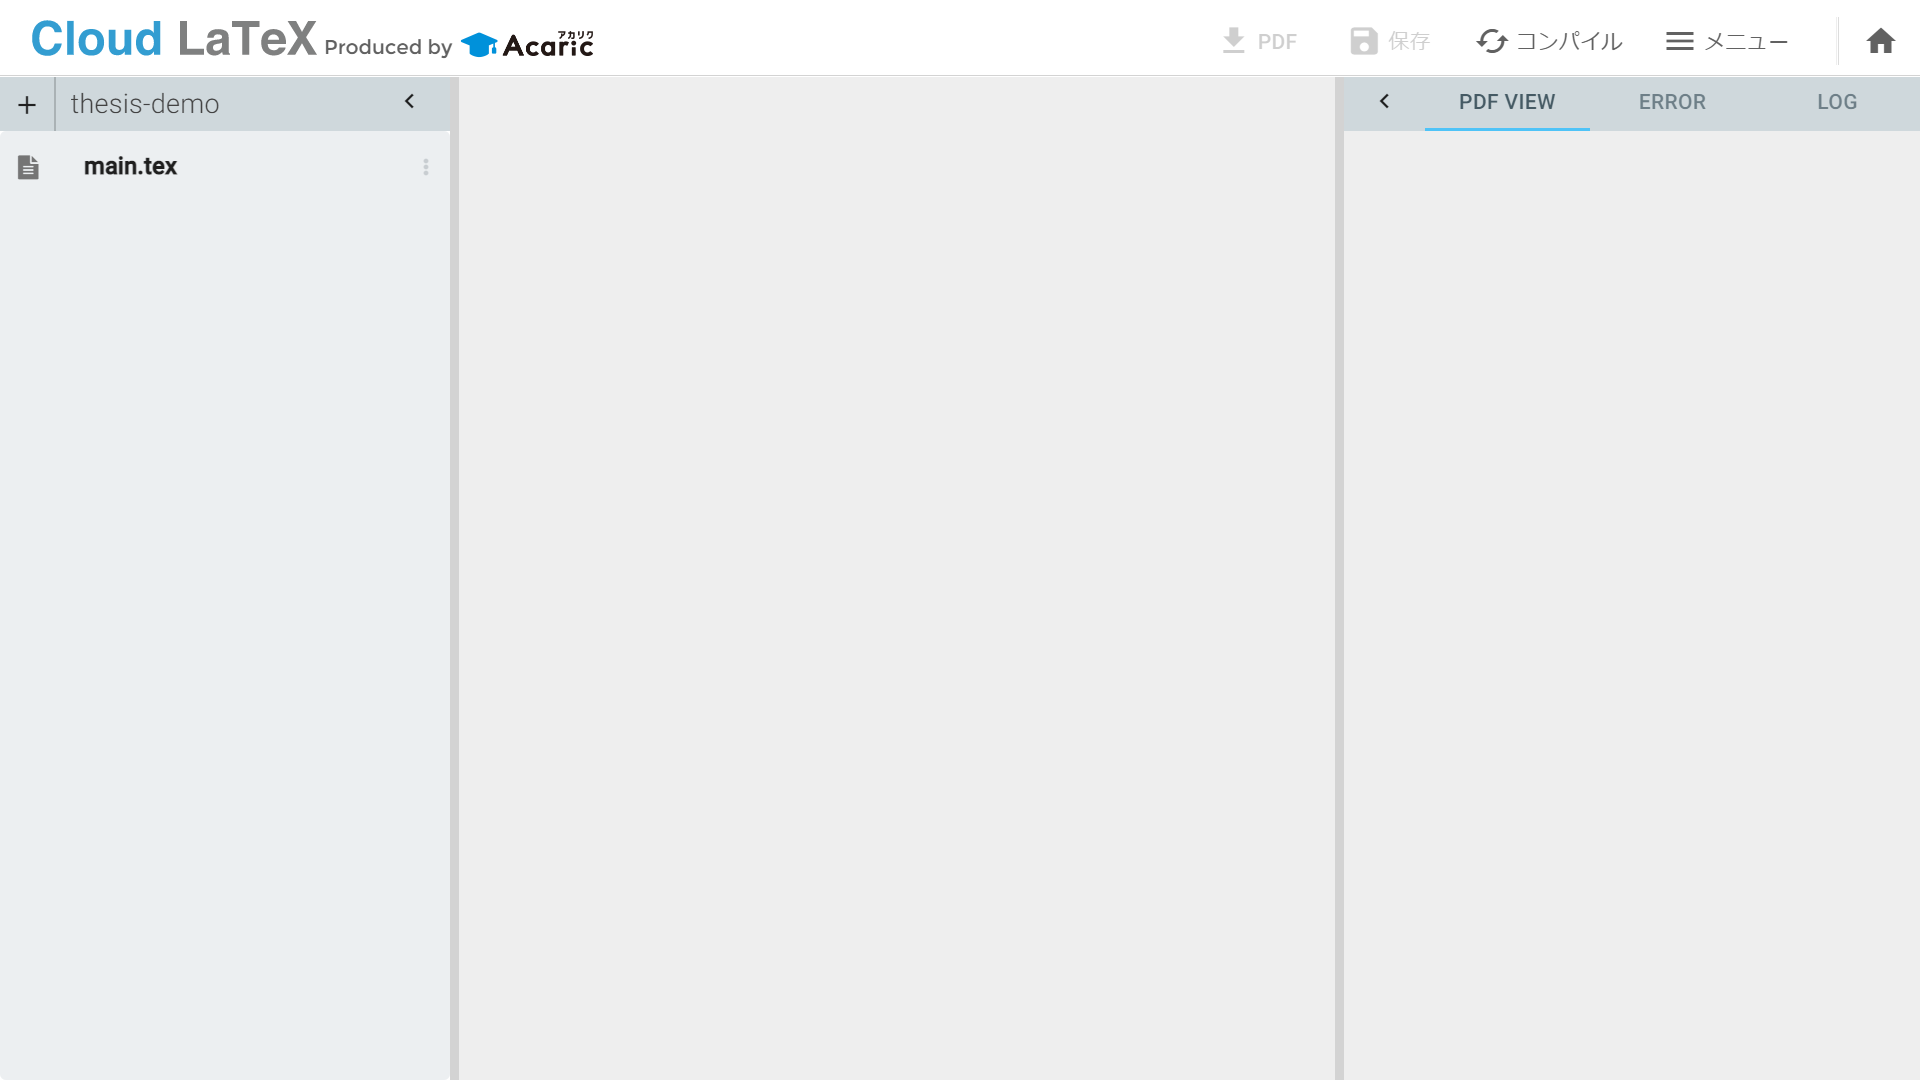 Cloud LaTeX Produced by Acaric アカリク
PDF
保存
コンパイル
メニュー
thesis-demo
PDF VIEW
ERROR
LOG
main.tex